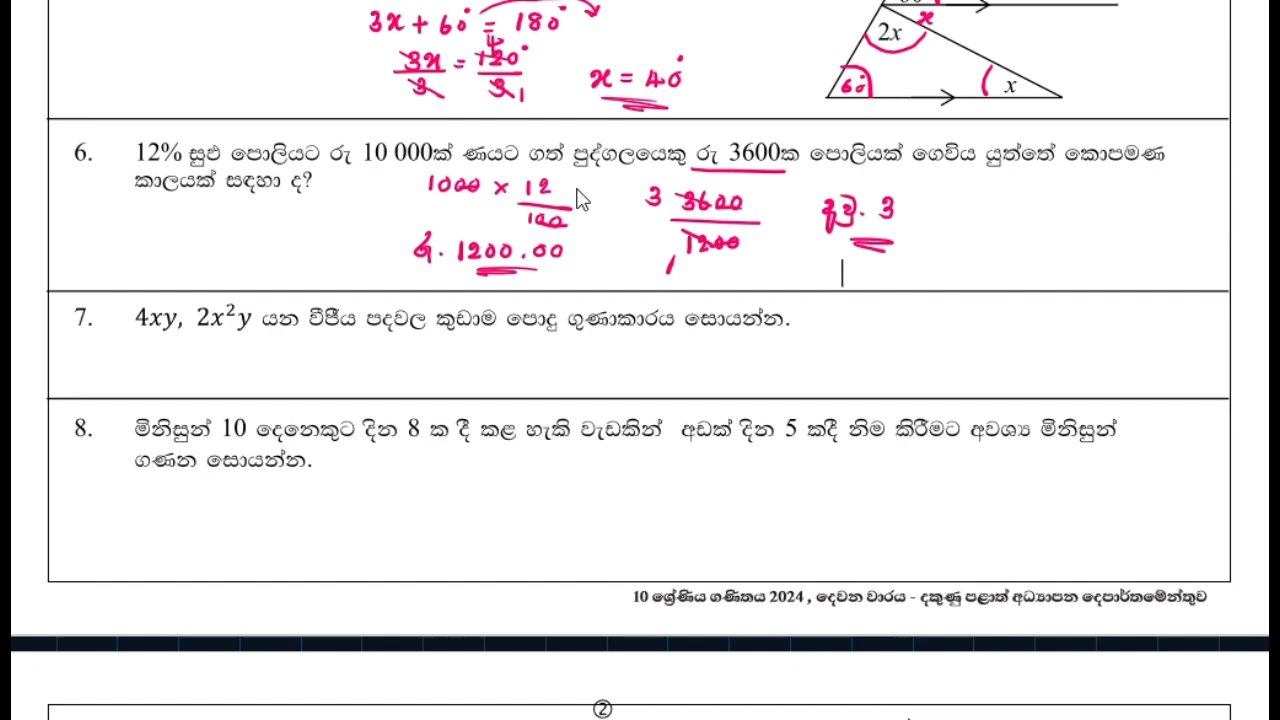 3x + 60° = 180°
2x
x
3x/3 = 120°/3 4 1
x = 40°
60°
x
6. 12% සුළු පොලියට රු 10 000ක් ණයට ගත් පුද්ගලයෙකු රු 3600ක පොලියක් ගෙවිය යුත්තේ කොපමණ
කාලයක් සඳහා ද?
1000 × 12/100
3 3600/1200
අවු. 3
රු. 1200.00
7. 4xy, 2x²y යන වීජීය පදවල කුඩාම පොදු ගුණාකාරය සොයන්න.
8. මිනිසුන් 10 දෙනෙකුට දින 8 ක දී කළ හැකි වැඩකින් අඩක් දින 5 කදී නිම කිරීමට අවශ්‍ය මිනිසුන්
ගණන සොයන්න.
10 ශ්‍රේණිය ගණිතය 2024 , දෙවන වාරය - දකුණු පළාත් අධ්‍යාපන දෙපාර්තමේන්තුව
②